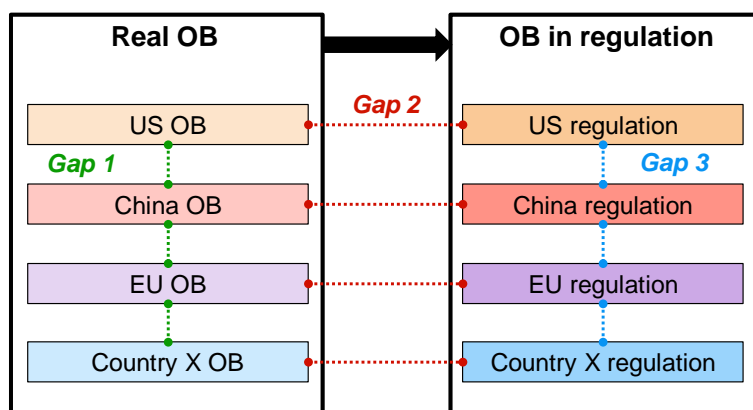 Real OB
OB in regulation
Gap 2
US OB
US regulation
Gap 1
Gap 3
China OB
China regulation
EU OB
EU regulation
Country X OB
Country X regulation